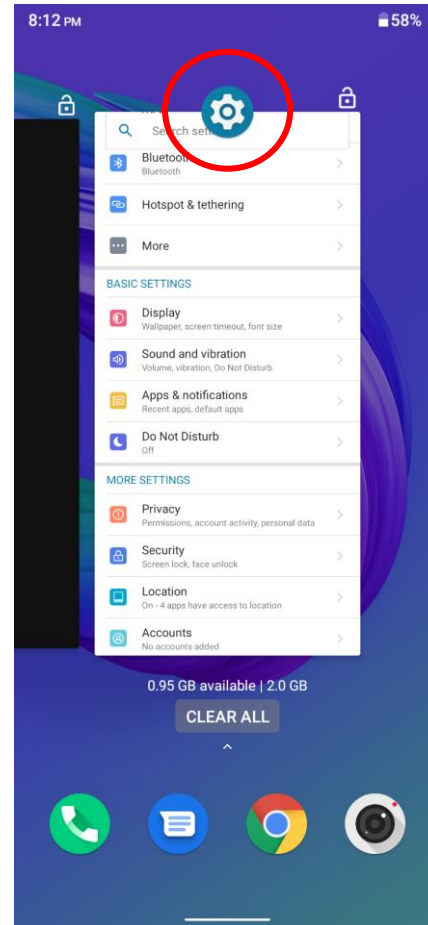 8:12 PM
58%
Search sett
Bluetooth
Bluetooth
Hotspot & tethering
More
BASIC SETTINGS
Display
Wallpaper, screen timeout, font size
Sound and vibration
Volume, vibration, Do Not Disturb
Apps & notifications
Recent apps, default apps
Do Not Disturb
Off
MORE SETTINGS
Privacy
Permissions, account activity, personal data
Security
Screen lock, face unlock
Location
On - 4 apps have access to location
Accounts
No accounts added
0.95 GB available | 2.0 GB
CLEAR ALL